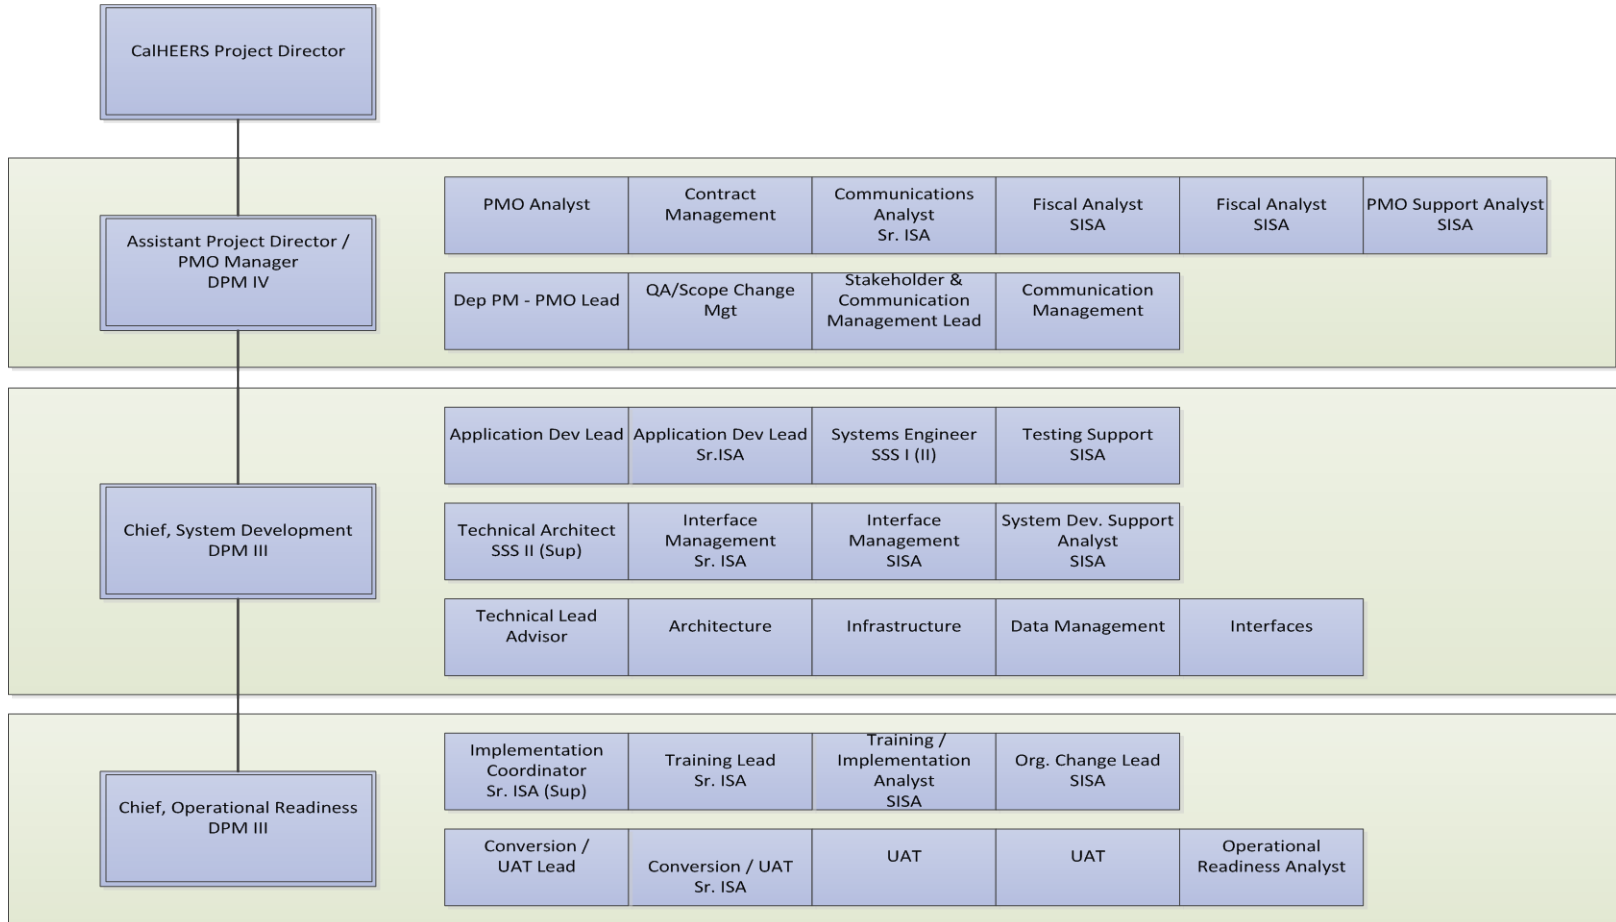 CalHEERS Project Director
Assistant Project Director /
PMO Manager
DPM IV
PMO Analyst
Contract
Management
Communications
Analyst
Sr. ISA
Fiscal Analyst
SISA
Fiscal Analyst
SISA
PMO Support Analyst
SISA
Dep PM - PMO Lead
QA/Scope Change
Mgt
Stakeholder &
Communication
Management Lead
Communication
Management
Chief, System Development
DPM III
Application Dev Lead
Application Dev Lead
Sr.ISA
Systems Engineer
SSS I (II)
Testing Support
SISA
Technical Architect
SSS II (Sup)
Interface
Management
Sr. ISA
Interface
Management
SISA
System Dev. Support
Analyst
SISA
Technical Lead
Advisor
Architecture
Infrastructure
Data Management
Interfaces
Chief, Operational Readiness
DPM III
Implementation
Coordinator
Sr. ISA (Sup)
Training Lead
Sr. ISA
Training /
Implementation
Analyst
SISA
Org. Change Lead
SISA
Conversion /
UAT Lead
Conversion / UAT
Sr. ISA
UAT
UAT
Operational
Readiness Analyst